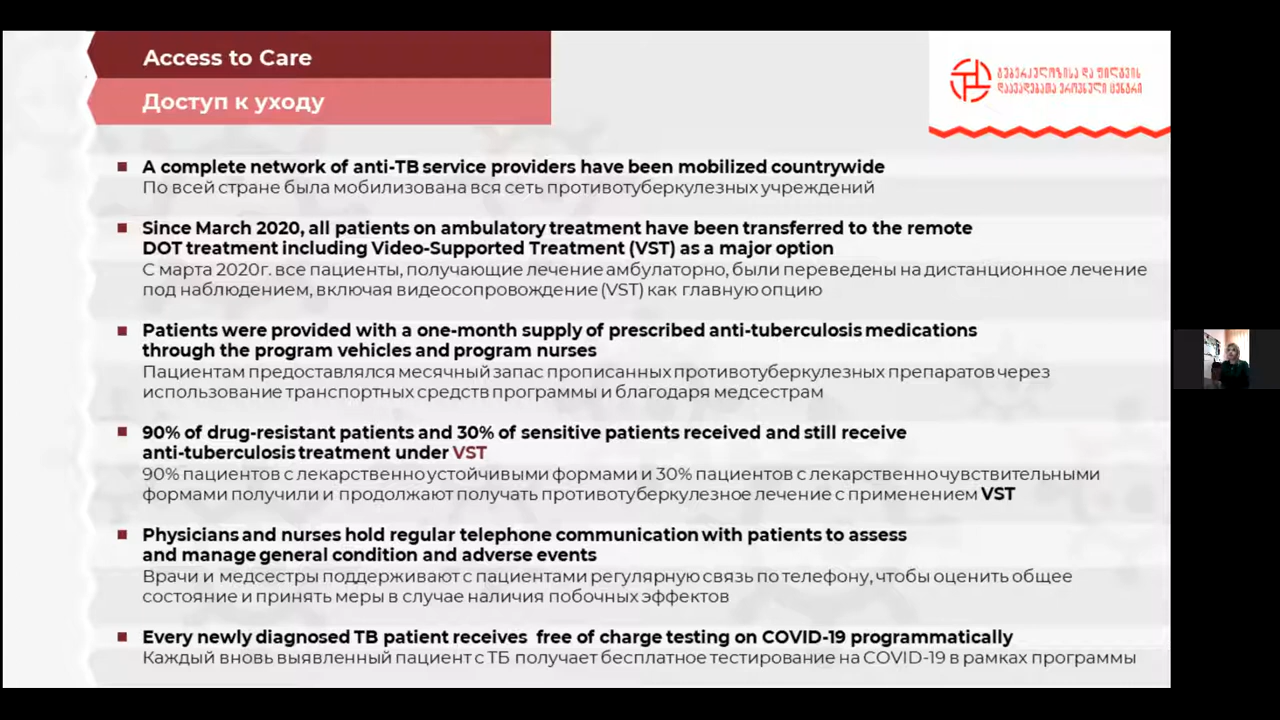 Access to Care
Доступ к уходу
ტუბერკულოზისა და ფილტვის
დაავადებათა ეროვნული ცენტრი
A complete network of anti-TB service providers have been mobilized countrywide
По всей стране была мобилизована вся сеть противотуберкулезных учреждений
Since March 2020, all patients on ambulatory treatment have been transferred to the remote
DOT treatment including Video-Supported Treatment (VST) as a major option
С марта 2020г. все пациенты, получающие лечение амбулаторно, были переведены на дистанционное лечение
под наблюдением, включая видеосопровождение (VST) как главную опцию
Patients were provided with a one-month supply of prescribed anti-tuberculosis medications
through the program vehicles and program nurses
Пациентам предоставлялся месячный запас прописанных противотуберкулезных препаратов через
использование транспортных средств программы и благодаря медсестрам
90% of drug-resistant patients and 30% of sensitive patients received and still receive
anti-tuberculosis treatment under VST
90% пациентов с лекарственно устойчивыми формами и 30% пациентов с лекарственно чувствительными
формами получили и продолжают получать противотуберкулезное лечение с применением VST
Physicians and nurses hold regular telephone communication with patients to assess
and manage general condition and adverse events
Врачи и медсестры поддерживают с пациентами регулярную связь по телефону, чтобы оценить общее
состояние и принять меры в случае наличия побочных эффектов
Every newly diagnosed TB patient receives free of charge testing on COVID-19 programmatically
Каждый вновь выявленный пациент с ТБ получает бесплатное тестирование на COVID-19 в рамках программы